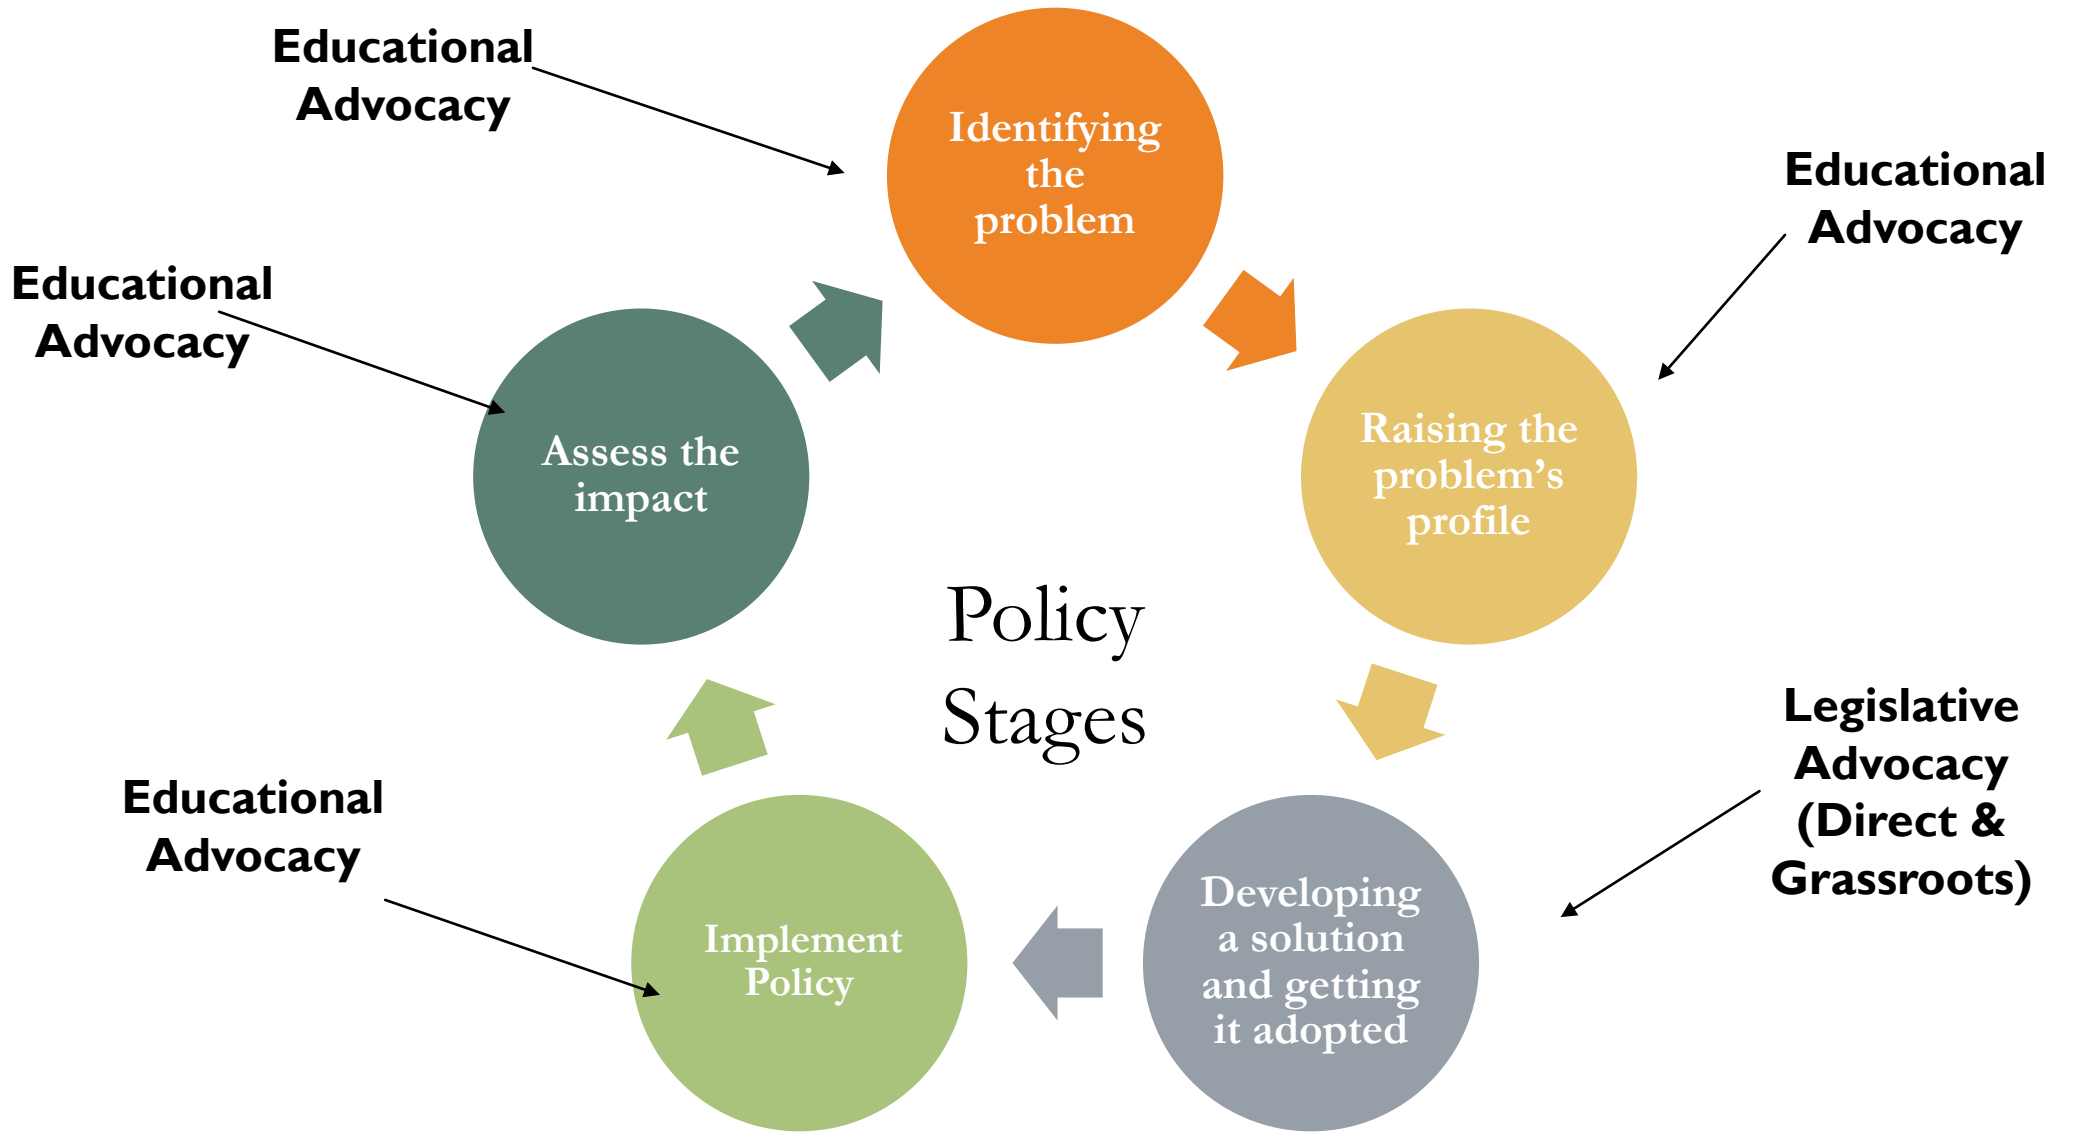 Educational
Advocacy
Identifying
the
problem
Educational
Advocacy
Educational
Advocacy
Raising the
problem’s
profile
Assess the
impact
Policy
Stages
Legislative
Advocacy
(Direct &
Grassroots)
Educational
Advocacy
Developing
a solution
and getting
it adopted
Implement
Policy